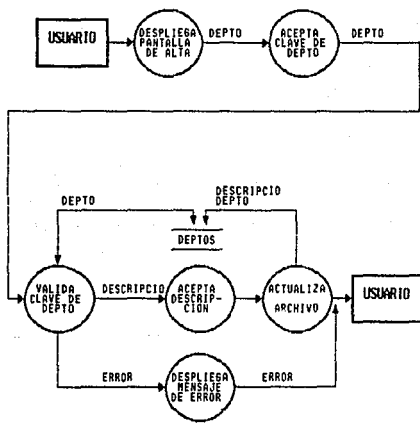 USUARIO
DESPLIEGA
PANTALLA
DE ALTA
DEPTO
ACEPTA
CLAVE DE
DEPTO
DEPTO
DEPTO
DESCRIPCIO
DEPTO
DEPTOS
VALIDA
CLAVE DE
DEPTO
DESCRIPCIO
ACEPTA
DESCRIP-
CION
ACTUALIZA
ARCHIVO
USUARIO
ERROR
DESPLIEGA
MENSAJE
DE ERROR
ERROR